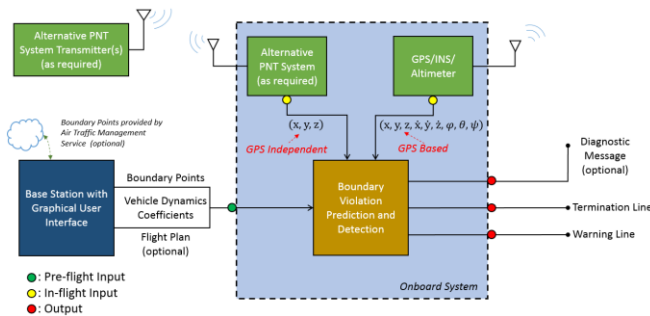 Alternative PNT
System Transmitter(s)
(as required)
Alternative
PNT System
(as required)
GPS/INS/
Altimeter
Boundary Points provided by
Air Traffic Management
Service (optional)
(x, y, z)
(x, y, z, ẋ, ẏ, ż, φ, θ, ψ)
GPS Independent
GPS Based
Diagnostic
Message
(optional)
Base Station with
Graphical User
Interface
Boundary Points
Vehicle Dynamics
Coefficients
Flight Plan
(optional)
Boundary
Violation
Prediction and
Detection
Termination Line
Warning Line
: Pre-flight Input
: In-flight Input
: Output
Onboard System